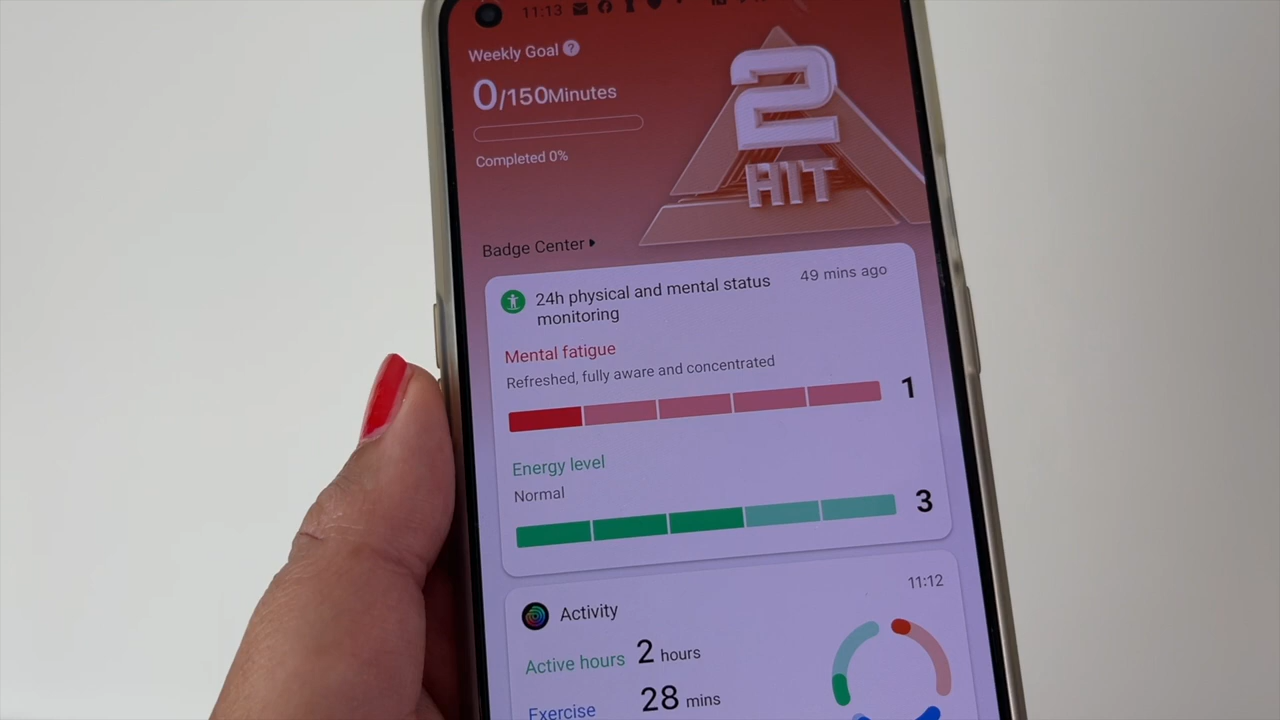 11:13
Weekly Goal ?
0/150Minutes
Completed 0%
2
HIT
Badge Center
24h physical and mental status
monitoring
49 mins ago
Mental fatigue
Refreshed, fully aware and concentrated
1
Energy level
Normal
3
11:12
Activity
Active hours 2 hours
Exercise 28 mins